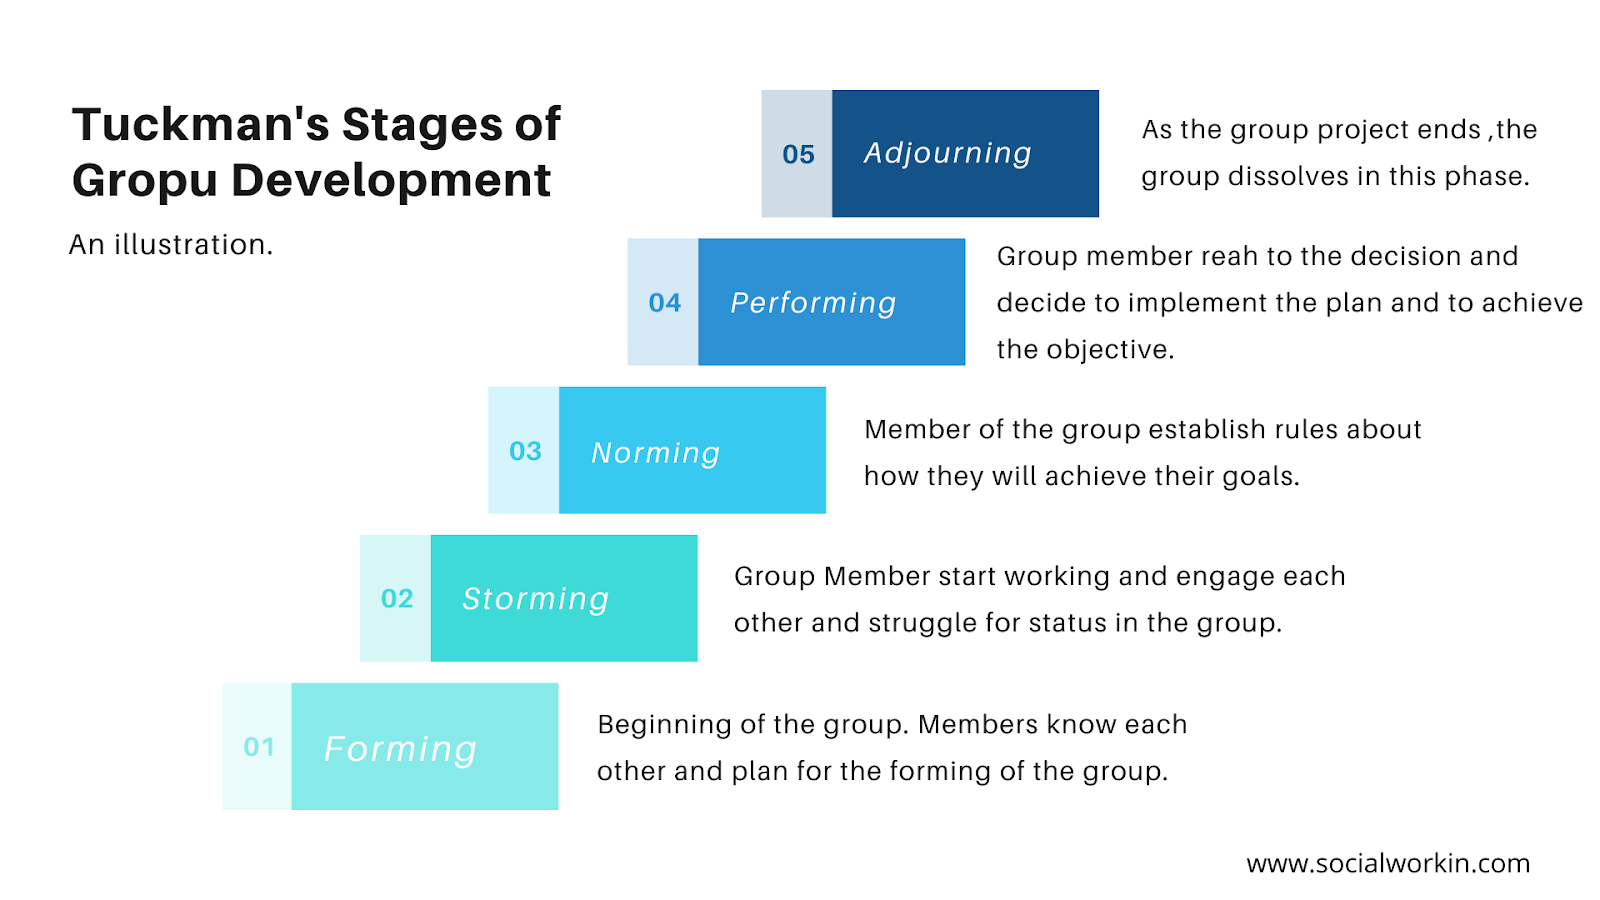 Tuckman's Stages of
Gropu Development
An illustration.
05
Adjourning
As the group project ends ,the
group dissolves in this phase.
04
Performing
Group member reah to the decision and
decide to implement the plan and to achieve
the objective.
03
Norming
Member of the group establish rules about
how they will achieve their goals.
02
Storming
Group Member start working and engage each
other and struggle for status in the group.
01
Forming
Beginning of the group. Members know each
other and plan for the forming of the group.
www.socialworkin.com